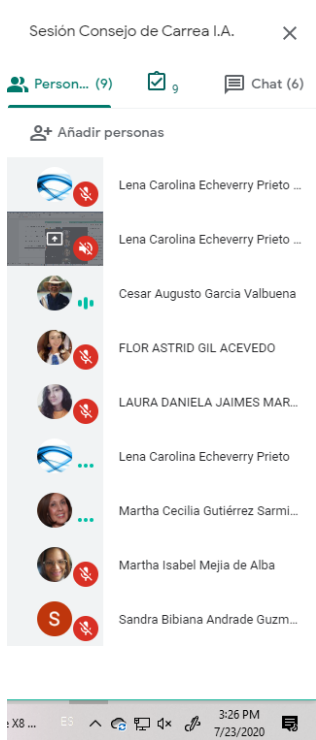 Sesión Consejo de Carrea I.A.
Person... (9) 9 Chat (6)
Añadir personas
Lena Carolina Echeverry Prieto ...
Lena Carolina Echeverry Prieto ...
Cesar Augusto Garcia Valbuena
FLOR ASTRID GIL ACEVEDO
LAURA DANIELA JAIMES MAR...
Lena Carolina Echeverry Prieto
Martha Cecilia Gutiérrez Sarmi...
Martha Isabel Mejia de Alba
S Sandra Bibiana Andrade Guzm...
X8 ... ES 3:26 PM
7/23/2020